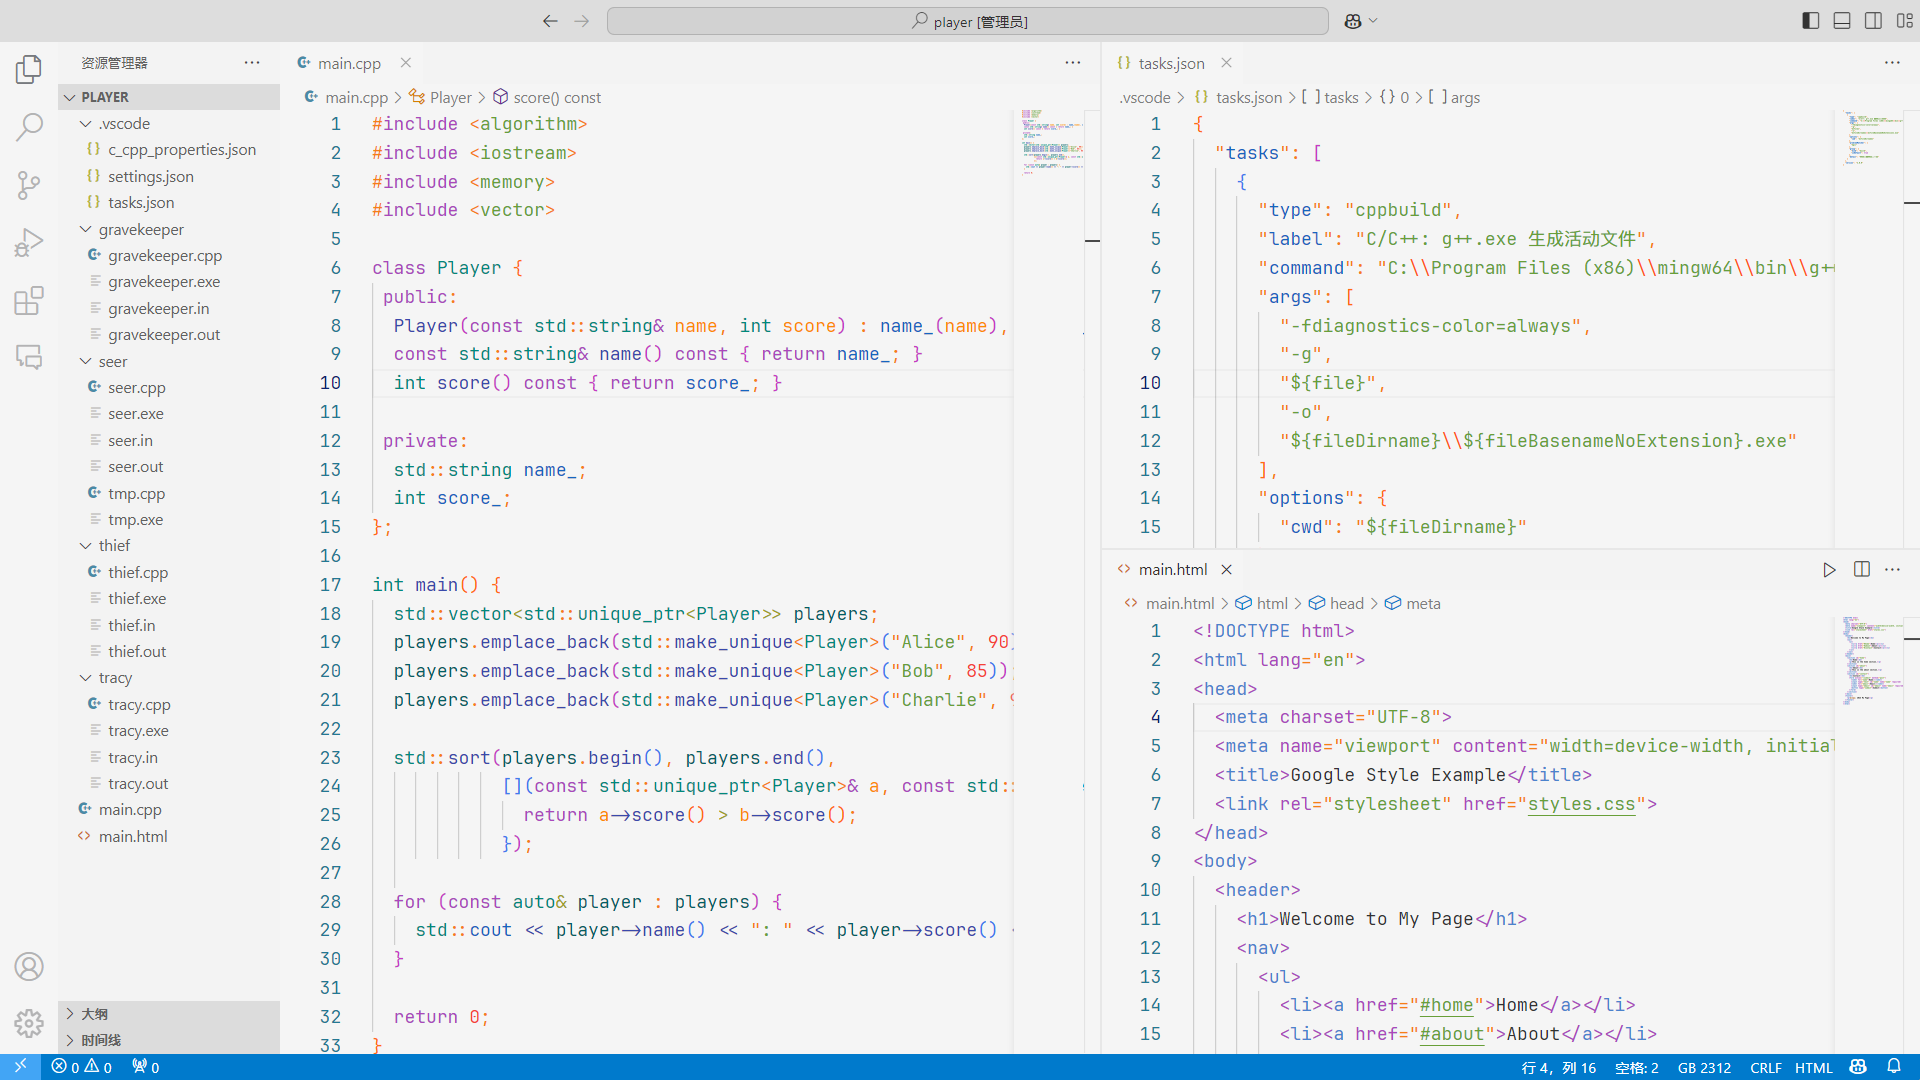 player [管理员]
资源管理器
PLAYER
.vscode
c_cpp_properties.json
settings.json
tasks.json
gravekeeper
gravekeeper.cpp
gravekeeper.exe
gravekeeper.in
gravekeeper.out
seer
seer.cpp
seer.exe
seer.in
seer.out
tmp.cpp
tmp.exe
thief
thief.cpp
thief.exe
thief.in
thief.out
tracy
tracy.cpp
tracy.exe
tracy.in
tracy.out
main.cpp
main.html
大纲
时间线
main.cpp
main.cpp > Player > score() const
1 #include <algorithm>
2 #include <iostream>
3 #include <memory>
4 #include <vector>
5
6 class Player {
7  public:
8   Player(const std::string& name, int score) : name_(name),
9   const std::string& name() const { return name_; }
10   int score() const { return score_; }
11
12  private:
13   std::string name_;
14   int score_;
15 };
16
17 int main() {
18   std::vector<std::unique_ptr<Player>> players;
19   players.emplace_back(std::make_unique<Player>("Alice", 90)
20   players.emplace_back(std::make_unique<Player>("Bob", 85))
21   players.emplace_back(std::make_unique<Player>("Charlie",
22
23   std::sort(players.begin(), players.end(),
24             [](const std::unique_ptr<Player>& a, const std::
25               return a->score() > b->score();
26             });
27
28   for (const auto& player : players) {
29     std::cout << player->name() << ": " << player->score()
30   }
31
32   return 0;
33 }
tasks.json
.vscode > {} tasks.json > [ ] tasks > {} 0 > [ ] args
1 {
2   "tasks": [
3     {
4       "type": "cppbuild",
5       "label": "C/C++: g++.exe 生成活动文件",
6       "command": "C:\\Program Files (x86)\\mingw64\\bin\\g++
7       "args": [
8         "-fdiagnostics-color=always",
9         "-g",
10         "${file}",
11         "-o",
12         "${fileDirname}\\${fileBasenameNoExtension}.exe"
13       ],
14       "options": {
15         "cwd": "${fileDirname}"
main.html
main.html > html > head > meta
1 <!DOCTYPE html>
2 <html lang="en">
3 <head>
4   <meta charset="UTF-8">
5   <meta name="viewport" content="width=device-width, initial
6   <title>Google Style Example</title>
7   <link rel="stylesheet" href="styles.css">
8 </head>
9 <body>
10   <header>
11     <h1>Welcome to My Page</h1>
12     <nav>
13       <ul>
14         <li><a href="#home">Home</a></li>
15         <li><a href="#about">About</a></li>
0 0 0
行 4, 列 16 空格: 2 GB 2312 CRLF HTML